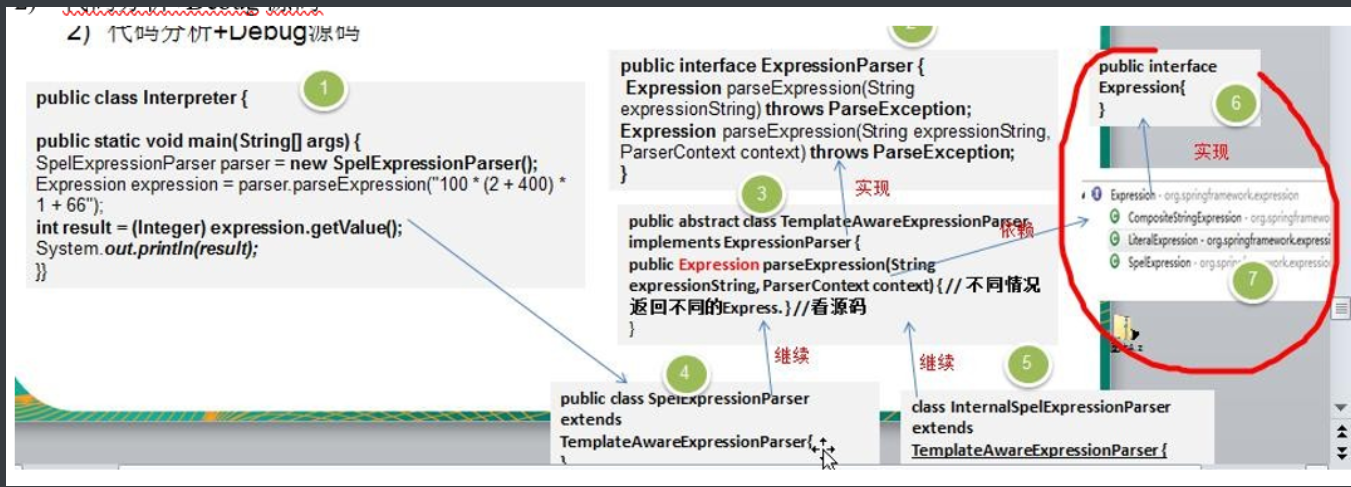 2) 代码分析+Debug源码
1
public class Interpreter {
public static void main(String[] args) {
SpelExpressionParser parser = new SpelExpressionParser();
Expression expression = parser.parseExpression("100 * (2 + 400) *
1 + 66");
int result = (Integer) expression.getValue();
System.out.println(result);
}}
public interface ExpressionParser {
Expression parseExpression(String
expressionString) throws ParseException;
Expression parseExpression(String expressionString,
ParserContext context) throws ParseException;
}
实现
3
public abstract class TemplateAwareExpressionParser
implements ExpressionParser {
依赖
public Expression parseExpression(String
expressionString, ParserContext context) { // 不同情况
返回不同的Express. } //看源码
}
继续
继续
4
public class SpelExpressionParser
extends
TemplateAwareExpressionParser{
}
5
class InternalSpelExpressionParser
extends
TemplateAwareExpressionParser {
public interface
Expression{
}
6
实现
Expression - org.springframework.expression
CompositeStringExpression - org.springframewo
LiteralExpression - org.springframework.expressi
SpelExpression - org.spri
work.expression
7